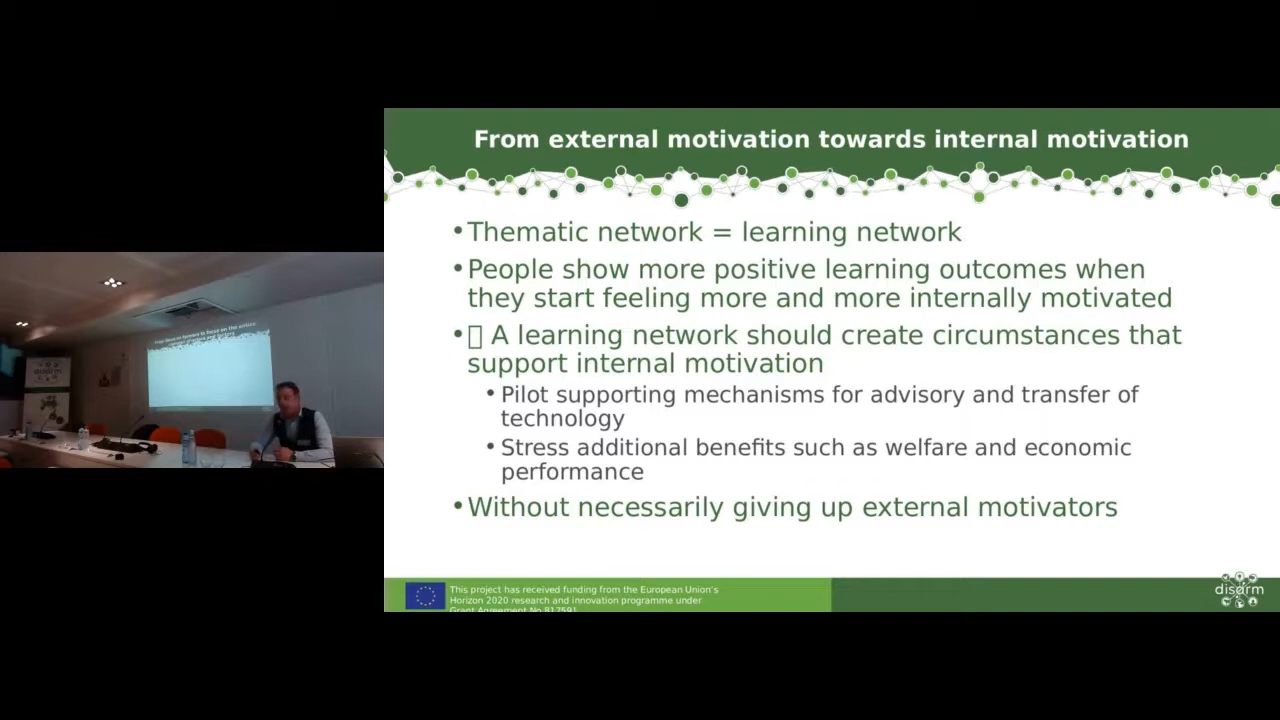 From external motivation towards internal motivation
•Thematic network = learning network
•People show more positive learning outcomes when
they start feeling more and more internally motivated
• A learning network should create circumstances that
support internal motivation
•Pilot supporting mechanisms for advisory and transfer of
technology
•Stress additional benefits such as welfare and economic
performance
•Without necessarily giving up external motivators
This project has received funding from the European Union's
Horizon 2020 research and innovation programme under
Grant Agreement No 817591
disarm
disarm